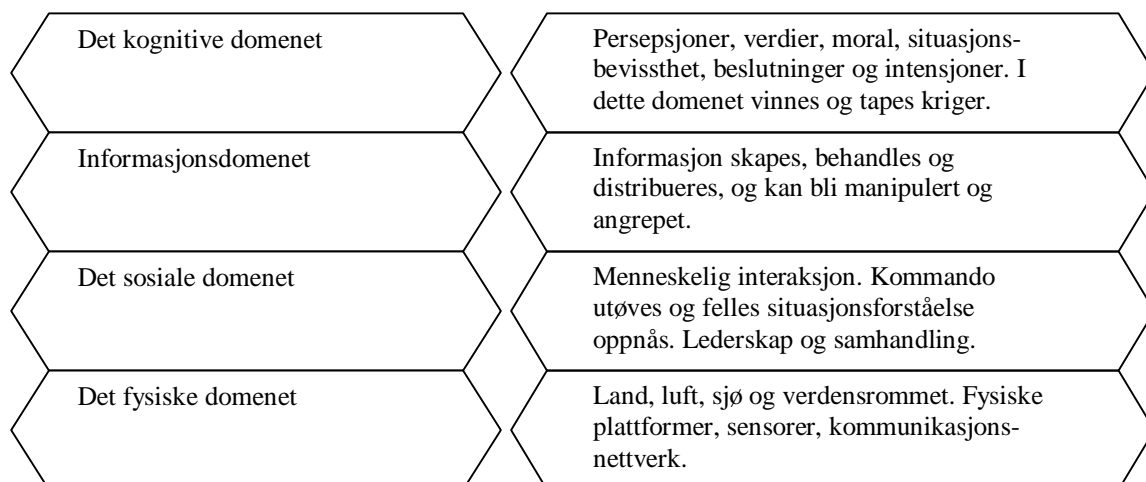 Det kognitive domenet
Persepsjoner, verdier, moral, situasjons-
bevissthet, beslutninger og intensjoner. I
dette domenet vinnes og tapes kriger.
Informasjonsdomenet
Informasjon skapes, behandles og
distribueres, og kan bli manipulert og
angrepet.
Det sosiale domenet
Menneskelig interaksjon. Kommando
utøves og felles situasjonsforståelse
oppnås. Lederskap og samhandling.
Det fysiske domenet
Land, luft, sjø og verdensrommet. Fysiske
plattformer, sensorer, kommunikasjons-
nettverk.